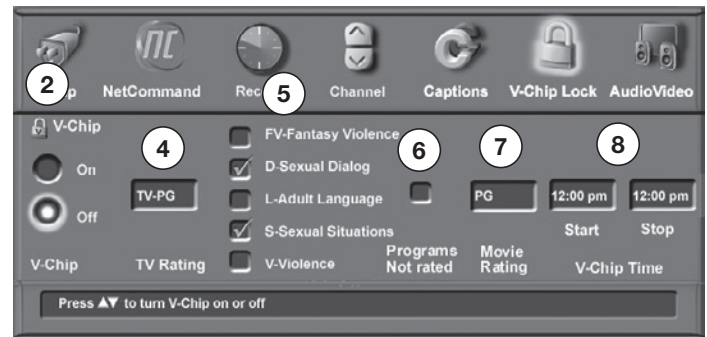 NC
2 p NetCommand Rec 5 Channel Captions V-Chip Lock AudioVideo
V-Chip
On
Off
V-Chip
4
TV-PG
TV Rating
FV-Fantasy Violence
D-Sexual Dialog
L-Adult Language
S-Sexual Situations
V-Violence
6
Programs
Not rated
7
PG
Movie
Rating
8
12:00 pm 12:00 pm
Start Stop
V-Chip Time
Press ▲▼ to turn V-Chip on or off